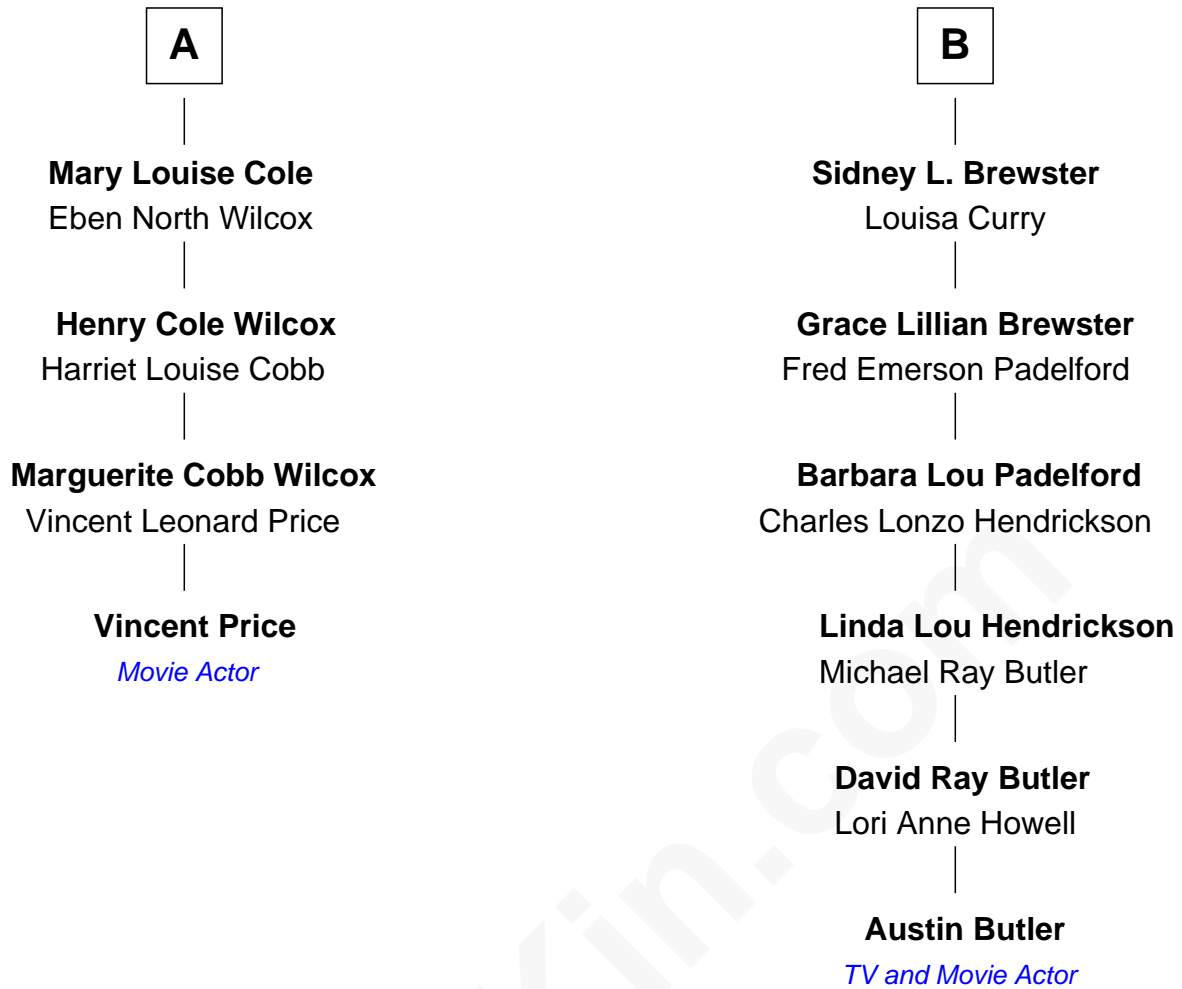 A
Mary Louise Cole
Eben North Wilcox
Henry Cole Wilcox
Harriet Louise Cobb
Marguerite Cobb Wilcox
Vincent Leonard Price
Vincent Price
Movie Actor
B
Sidney L. Brewster
Louisa Curry
Grace Lillian Brewster
Fred Emerson Padelford
Barbara Lou Padelford
Charles Lonzo Hendrickson
Linda Lou Hendrickson
Michael Ray Butler
David Ray Butler
Lori Anne Howell
Austin Butler
TV and Movie Actor
Kin.com